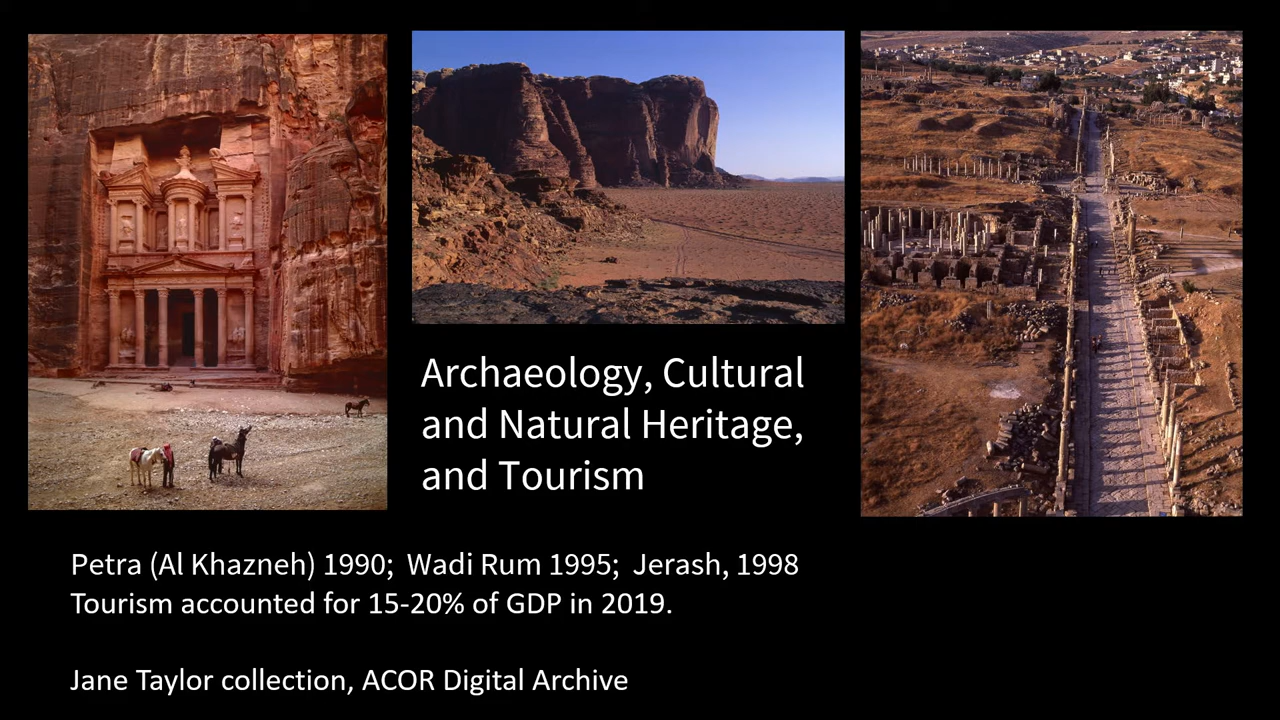 Archaeology, Cultural
and Natural Heritage,
and Tourism
Petra (Al Khazneh) 1990;  Wadi Rum 1995;  Jerash, 1998
Tourism accounted for 15-20% of GDP in 2019.
Jane Taylor collection, ACOR Digital Archive